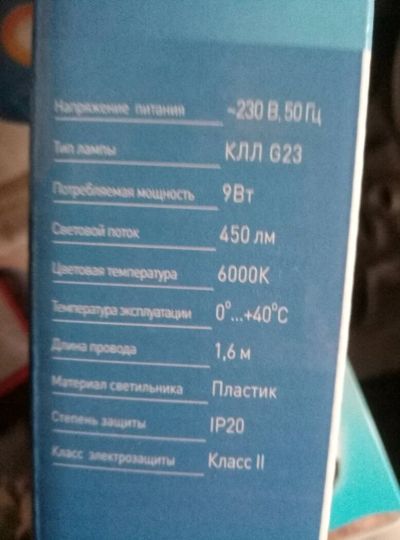 Напряжение питания ~230 В, 50 Гц
Тип лампы КЛЛ G23
Потребляемая мощность 9Вт
Световой поток 450 лм
Цветовая температура 6000К
Температура эксплуатации 0°...+40°С
Длина провода 1,6 м
Материал светильника Пластик
Степень защиты IP20
Класс электрозащиты Класс II